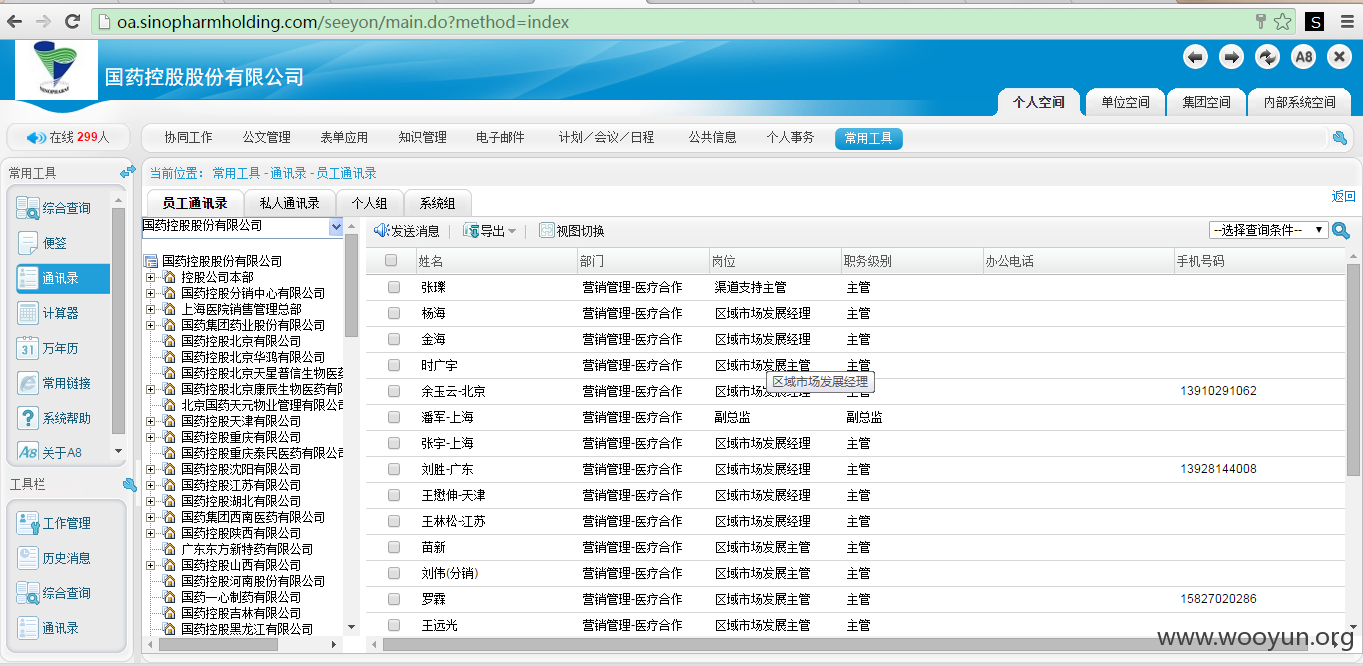 oa.sinopharmholding.com/seeyon/main.do?method=index
S
SINOPHARM
国药控股股份有限公司
A8
个人空间 单位空间 集团空间 内部系统空间
在线 299人
协同工作 公文管理 表单应用 知识管理 电子邮件 计划／会议／日程 公共信息 个人事务 常用工具
常用工具
当前位置： 常用工具 - 通讯录 - 员工通讯录
员工通讯录 私人通讯录 个人组 系统组
返回
综合查询
便签
通讯录
计算器
31 万年历
常用链接
系统帮助
A8 关于A8
工具栏
工作管理
历史消息
综合查询
通讯录
国药控股股份有限公司
国药控股股份有限公司
控股公司本部
国药控股分销中心有限公司
上海医院销售管理总部
国药集团药业股份有限公司
国药控股北京有限公司
国药控股北京华鸿有限公司
国药控股北京天星普信生物医药
国药控股北京康辰生物医药有限
北京国药天元物业管理有限公司
国药控股天津有限公司
国药控股重庆有限公司
国药控股重庆泰民医药有限公司
国药控股沈阳有限公司
国药控股江苏有限公司
国药控股湖北有限公司
国药集团西南医药有限公司
国药控股陕西有限公司
广东东方新特药有限公司
国药控股山西有限公司
国药控股河南股份有限公司
国药一心制药有限公司
国药控股吉林有限公司
国药控股黑龙江有限公司
发送消息 导出 视图切换 --选择查询条件--
姓名 部门 岗位 职务级别 办公电话 手机号码
张瓅 营销管理-医疗合作 渠道支持主管 主管
杨海 营销管理-医疗合作 区域市场发展经理 主管
金海 营销管理-医疗合作 区域市场发展经理 主管
时广宇 营销管理-医疗合作 区域市场发展主管 主管
区域市场发展经理
余玉云-北京 营销管理-医疗合作 区域市场发展经理 主管 13910291062
潘军-上海 营销管理-医疗合作 副总监 副总监
张宇-上海 营销管理-医疗合作 区域市场发展经理 主管
刘胜-广东 营销管理-医疗合作 区域市场发展经理 主管 13928144008
王懋伸-天津 营销管理-医疗合作 区域市场发展经理 主管
王林松-江苏 营销管理-医疗合作 区域市场发展经理 主管
苗新 营销管理-医疗合作 区域市场发展主管 主管
刘伟(分销) 营销管理-医疗合作 区域市场发展主管 主管
罗霖 营销管理-医疗合作 区域市场发展主管 主管 15827020286
王远光 营销管理-医疗合作 区域市场发展主管 主管
www.wooyun.org